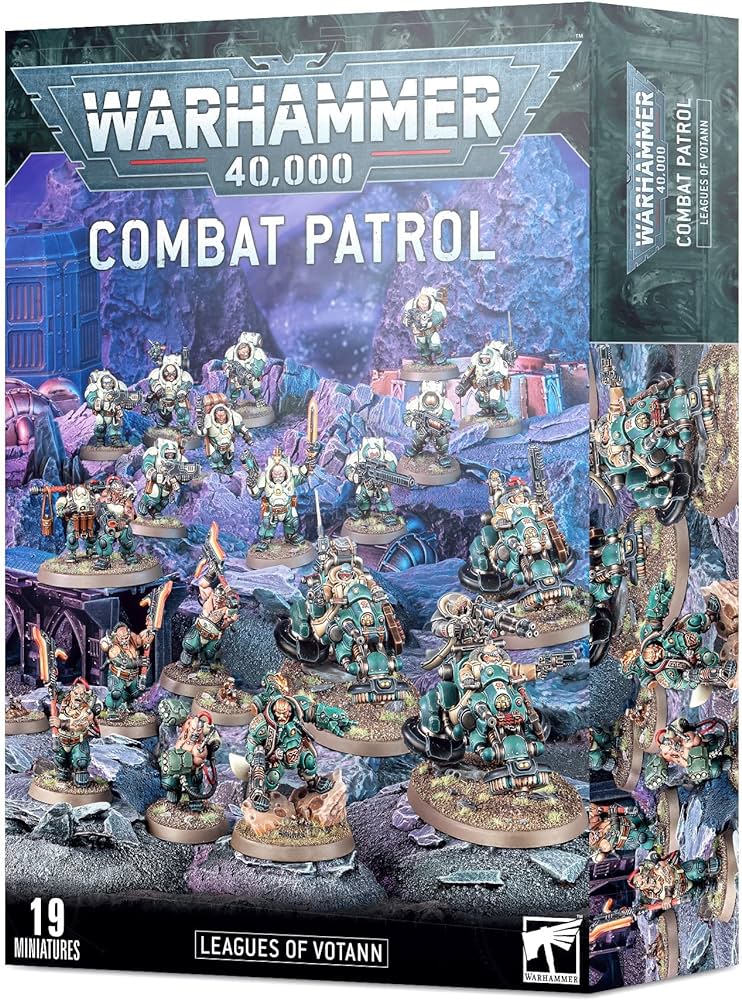 WARHAMMER
40,000
COMBAT PATROL
19
MINIATURES
LEAGUES OF VOTANN
WARHAMMER
WARHAMMER
40,000
COMBAT PATROL
LEAGUES OF VOTANN
™